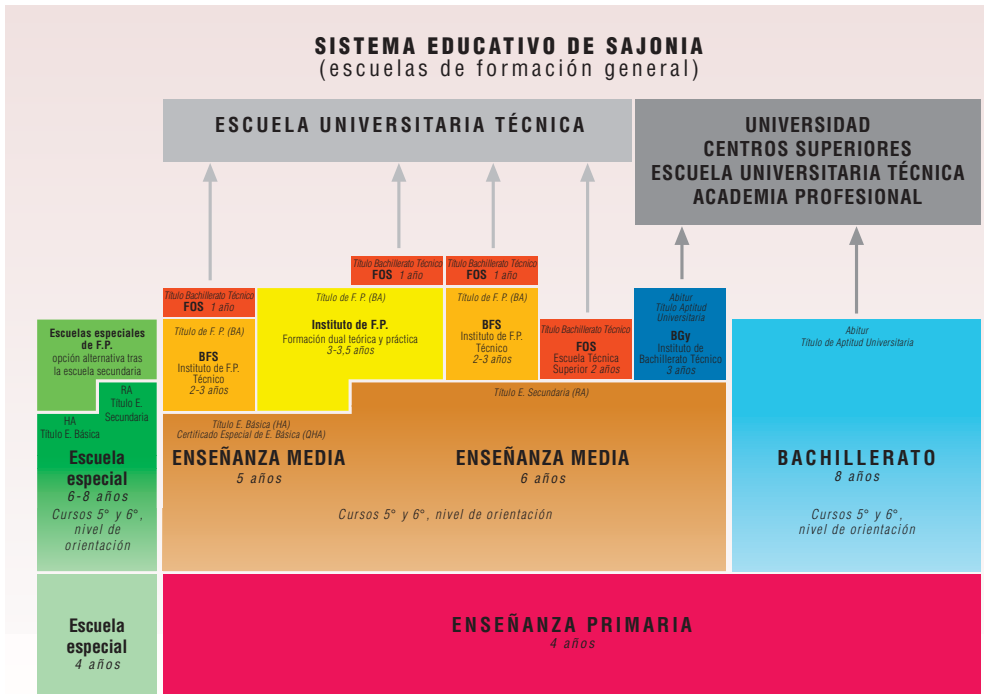 SISTEMA EDUCATIVO DE SAJONIA
(escuelas de formación general)
ESCUELA UNIVERSITARIA TÉCNICA
UNIVERSIDAD
CENTROS SUPERIORES
ESCUELA UNIVERSITARIA TÉCNICA
ACADEMIA PROFESIONAL
Título Bachillerato Técnico
FOS 1 año
Título Bachillerato Técnico
FOS 1 año
Título Bachillerato Técnico
FOS 1 año
Escuelas especiales
de F.P.
opción alternativa tras
la escuela secundaria
Título de F. P. (BA)
BFS
Instituto de F.P.
Técnico
2-3 años
Título de F. P. (BA)
Instituto de F.P.
Formación dual teórica y práctica
3-3,5 años
Título de F. P. (BA)
BFS
Instituto de F.P.
Técnico
2-3 años
Título Bachillerato Técnico
FOS
Escuela Técnica
Superior 2 años
Abitur
Título Aptitud
Universitaria
BGy
Instituto de
Bachillerato Técnico
3 años
Abitur
Título de Aptitud Universitaria
RA
Título E.
Secundaria
HA
Título E. Básica
Título E. Secundaria (RA)
Título E. Básica (HA)
Certificado Especial de E. Básica (QHA)
Escuela
especial
6-8 años
Cursos 5° y 6°,
nivel de
orientación
ENSEÑANZA MEDIA
5 años
ENSEÑANZA MEDIA
6 años
Cursos 5° y 6°, nivel de orientación
BACHILLERATO
8 años
Cursos 5° y 6°,
nivel de orientación
Escuela
especial
4 años
ENSEÑANZA PRIMARIA
4 años